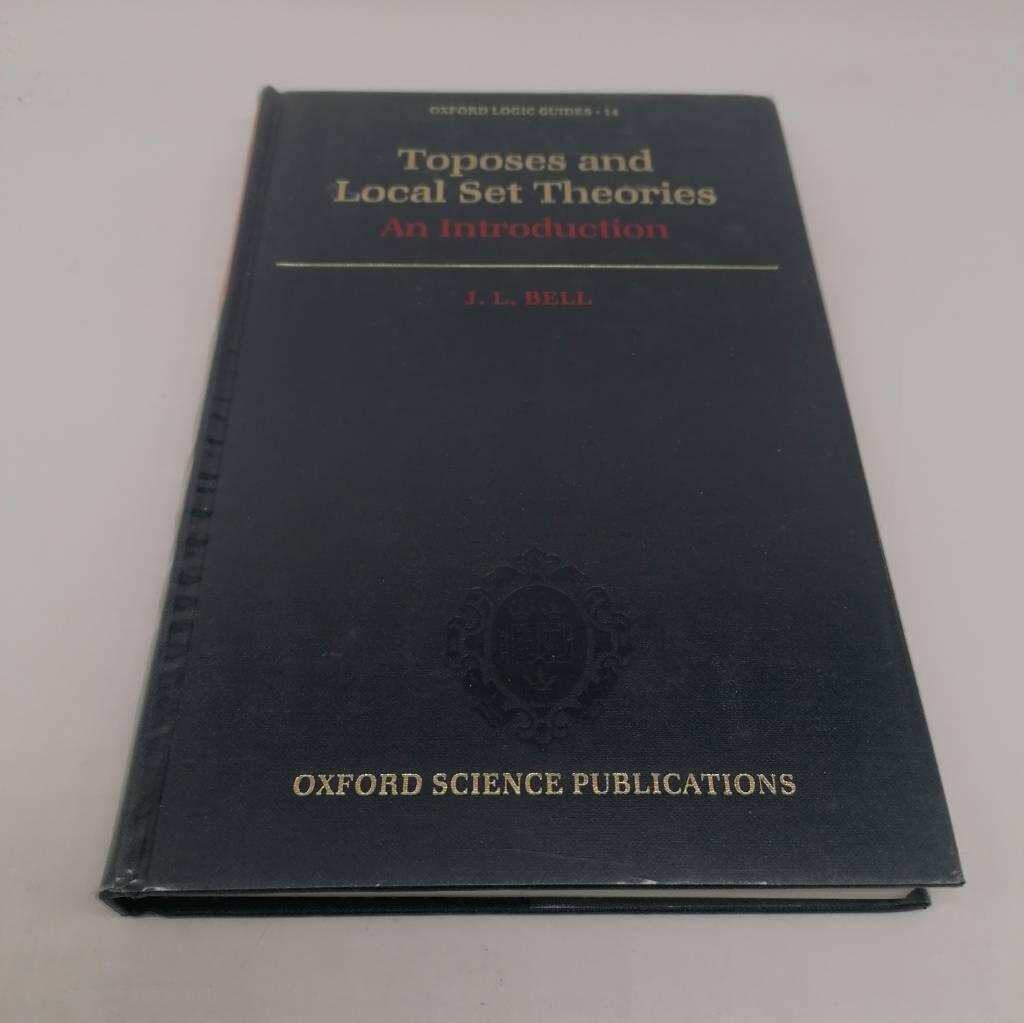 OXFORD LOGIC GUIDES · 14
Toposes and
Local Set Theories
An Introduction
J. L. BELL
OXFORD SCIENCE PUBLICATIONS